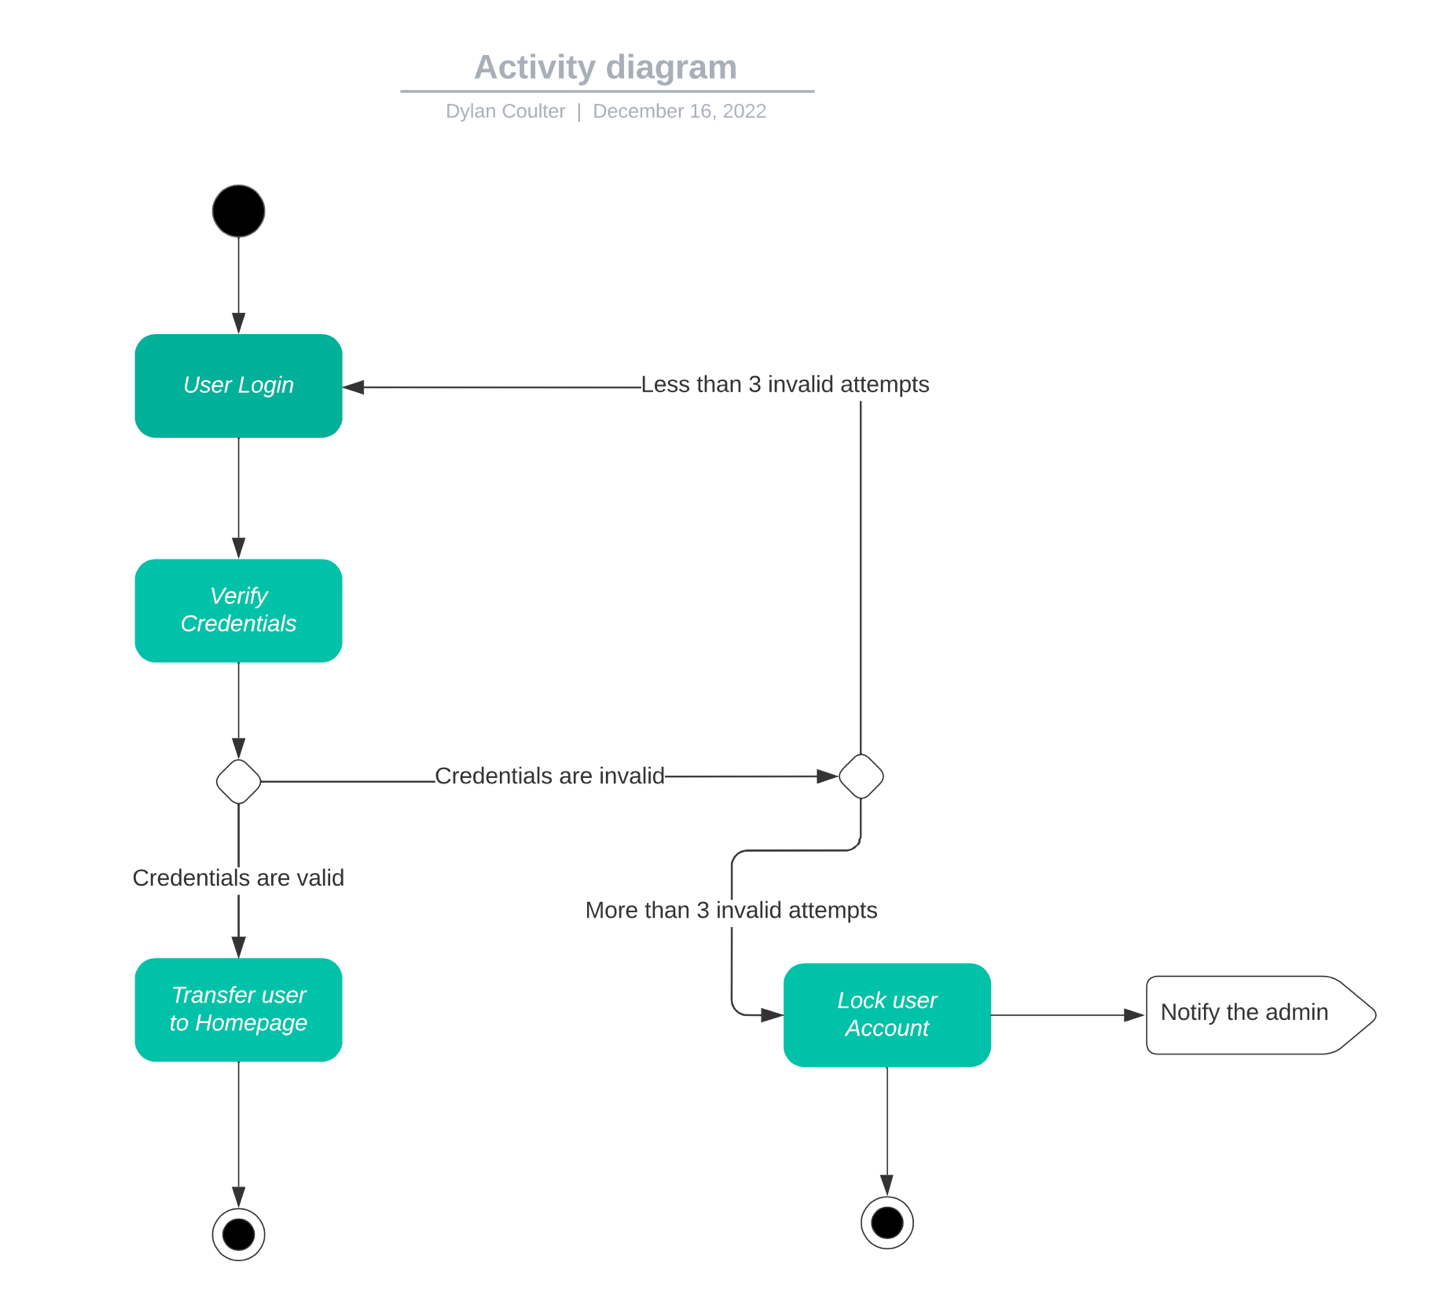 Activity diagram
Dylan Coulter | December 16, 2022
User Login
Less than 3 invalid attempts
Verify
Credentials
Credentials are invalid
Credentials are valid
More than 3 invalid attempts
Transfer user
to Homepage
Lock user
Account
Notify the admin